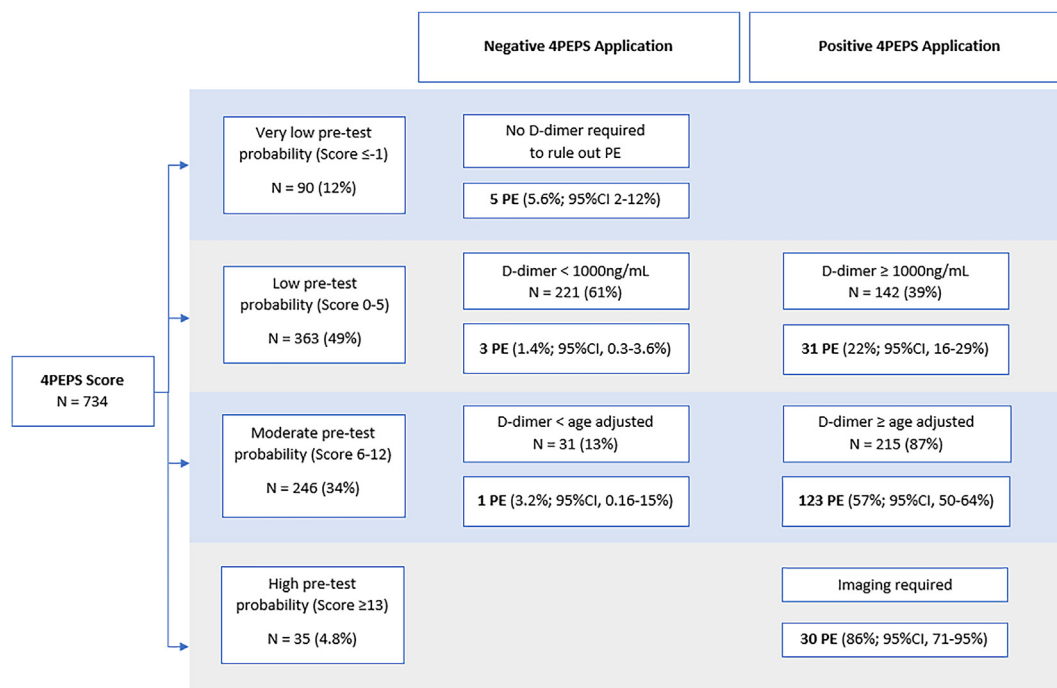 Negative 4PEPS Application
Positive 4PEPS Application
Very low pre-test
probability (Score ≤-1)
N = 90 (12%)
No D-dimer required
to rule out PE
5 PE (5.6%; 95%CI 2-12%)
Low pre-test
probability (Score 0-5)
N = 363 (49%)
D-dimer < 1000ng/mL
N = 221 (61%)
3 PE (1.4%; 95%CI, 0.3-3.6%)
D-dimer ≥ 1000ng/mL
N = 142 (39%)
31 PE (22%; 95%CI, 16-29%)
4PEPS Score
N = 734
Moderate pre-test
probability (Score 6-12)
N = 246 (34%)
D-dimer < age adjusted
N = 31 (13%)
1 PE (3.2%; 95%CI, 0.16-15%)
D-dimer ≥ age adjusted
N = 215 (87%)
123 PE (57%; 95%CI, 50-64%)
High pre-test
probability (Score ≥13)
N = 35 (4.8%)
Imaging required
30 PE (86%; 95%CI, 71-95%)